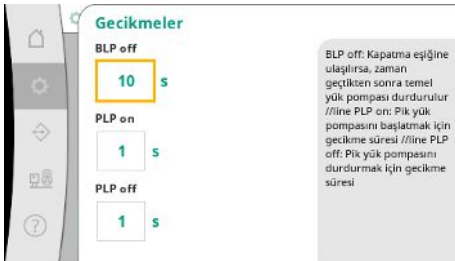 Gecikmeler
BLP off
10 s
PLP on
1 s
PLP off
1 s
BLP off: Kapatma eşiğine
ulaşılırsa, zaman
geçtikten sonra temel
yük pompası durdurulur
//line PLP on: Pik yük
pompasını başlatmak için
gecikme süresi //line PLP
off: Pik yük pompasını
durdurmak için gecikme
süresi
?